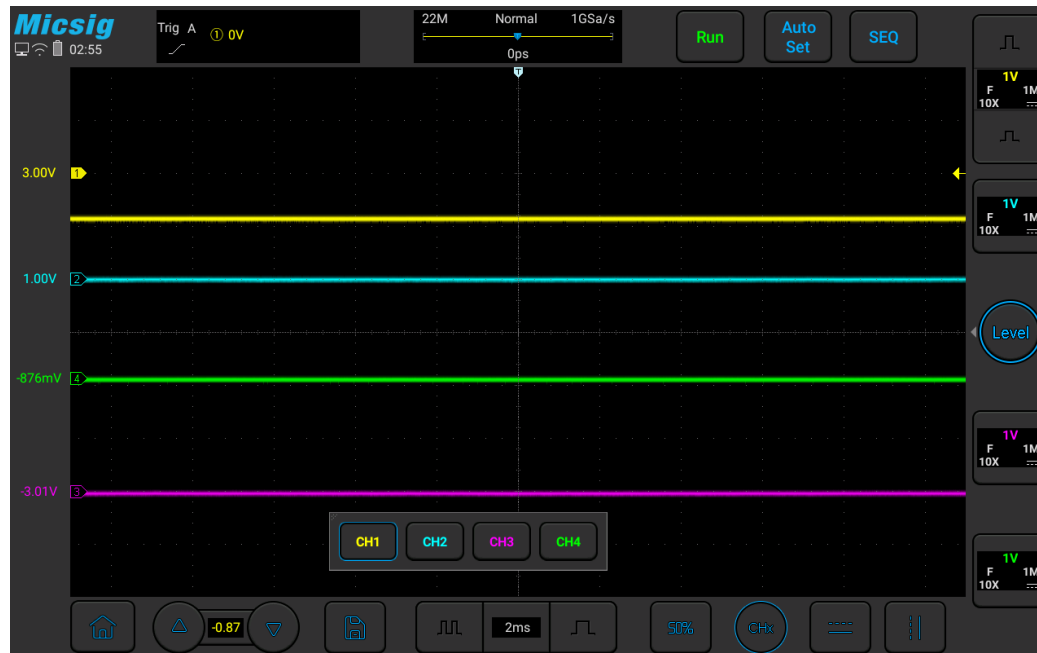 Micsig
02:55
Trig A ① 0V
22M Normal 1GSa/s
0ps
Run
Auto
Set
SEQ
T
1V
F 1M
10X
3.00V 1
1V
F 1M
10X
1.00V 2
Level
-876mV 4
1V
F 1M
10X
-3.01V 3
CH1 CH2 CH3 CH4
1V
F 1M
10X
-0.87
2ms
50%
CHx